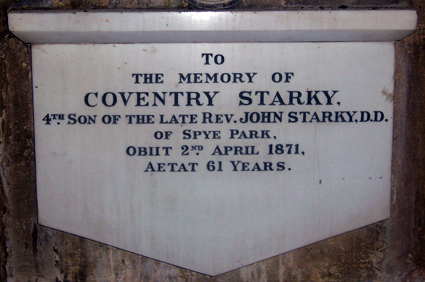 TO
THE MEMORY OF
COVENTRY STARKY,
4TH SON OF THE LATE REV. JOHN STARKY, D.D.
OF SPYE PARK,
OBIIT 2ND APRIL 1871,
AETAT 61 YEARS.